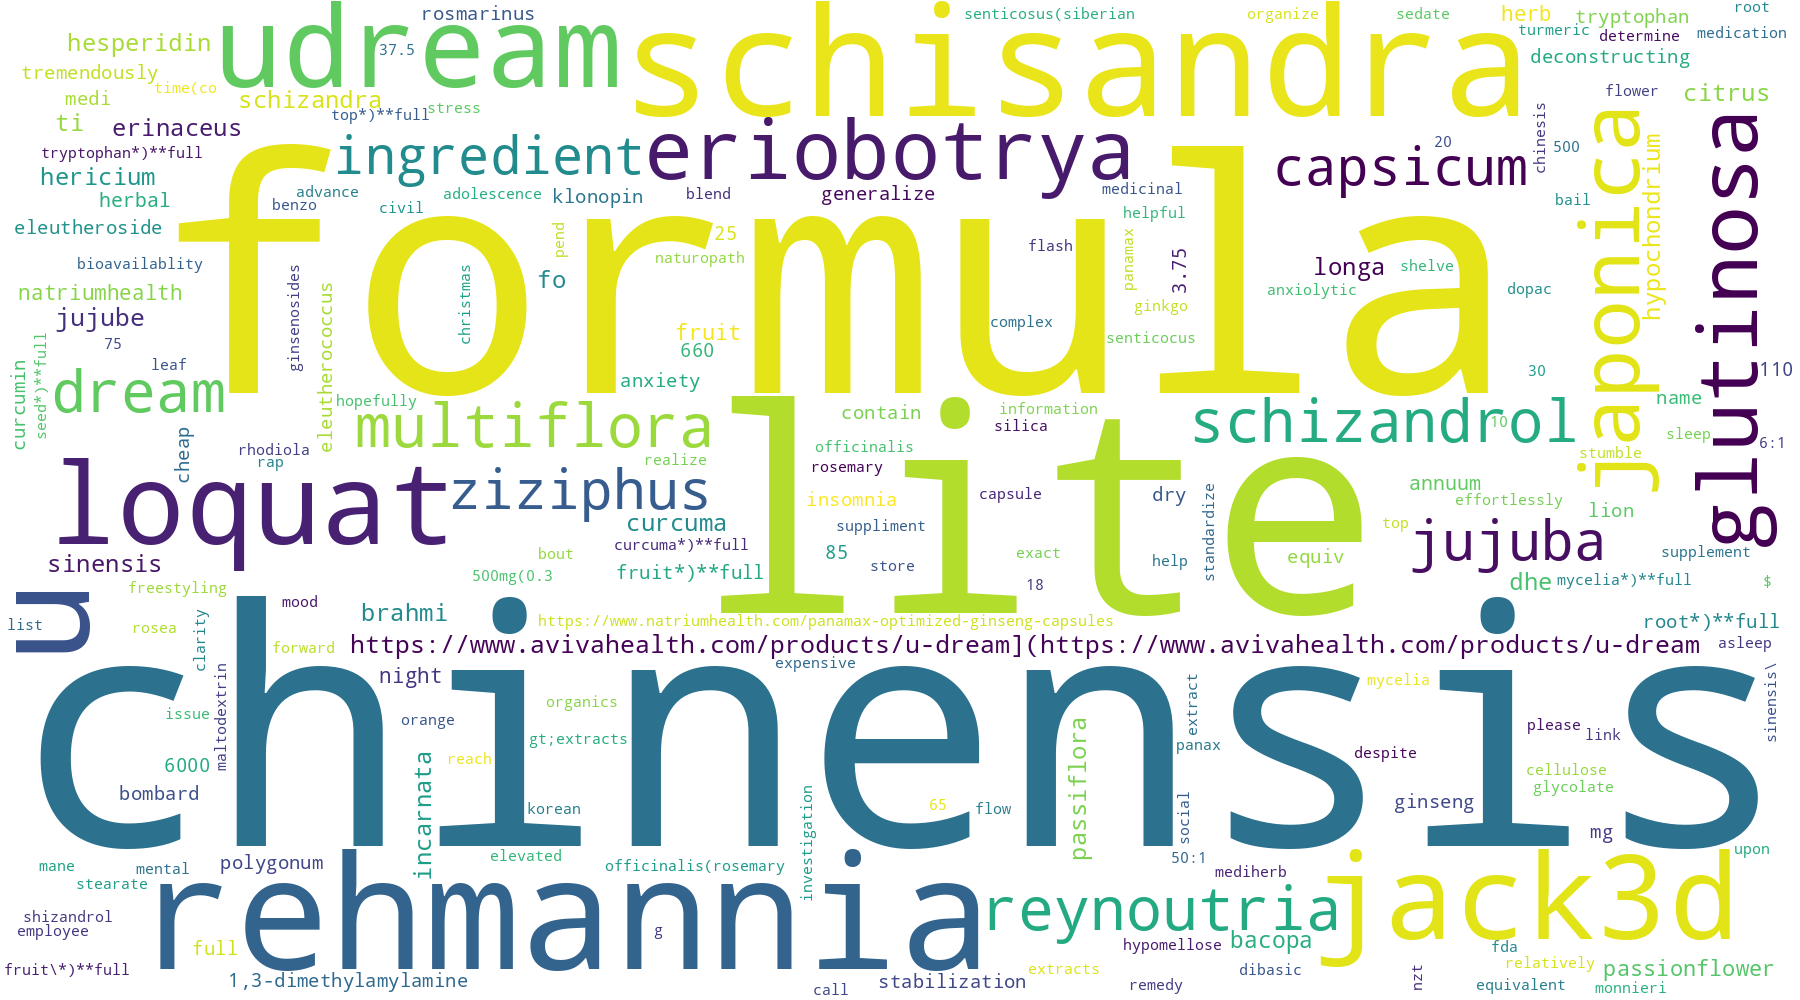 rosmarinus
senticosus(siberian
organize
sedate
herb
tryptophan
root
hesperidin
udream
37.5
schisandra
turmeric
determine
medication
tremendously
deconstructing
time(co
medi
schizandra
stress
flower
citrus
top*)**full
ti
erinaceus
ingredient
eriobotrya
capsicum
20
chinesis
500
japonica
glutinosa
tryptophan*)**full
hericium
herbal
advance
benzo
civil
adolescence
klonopin
blend
generalize
medicinal
helpful
bail
hypochondrium
eleutheroside
formula
pend
25
flash
panamax
3.75
bioavailablity
naturopath
longa
shelve
natriumhealth
ginsenosides
christmas
fo
anxiolytic
dopac
jujube
eleutherococcus
complex
ginkgo
75
fruit
senticocus
seed*)**full
660
leaf
curcumin
dream
anxiety
30
110
hopefully
multiflora
contain
information
schizandrol
10
name
silica
cheap
officinalis
sleep
6:1
rhodiola
rap
realize
rosemary
lite
stumble
loquat
ziziphus
insomnia
capsule
dry
standardize
annuum
effortlessly
lion
curcuma
suppliment
top
jujuba
curcuma*)**full
85
exact
equiv
supplement
sinensis
bout
store
help
500mg(0.3
fruit*)**full
18
dhe
mycelia*)**full
$
freestyling
u
list
mood
brahmi
https://www.natriumhealth.com/panamax-optimized-ginseng-capsules
root*)**full
rosea
clarity
forward
https://www.avivahealth.com/products/u-dream](https://www.avivahealth.com/products/u-dream
asleep
chinensis
maltodextrin
night
expensive
mycelia
extract
sinensis\
issue
orange
organics
passiflora
please
link
gt;extracts
panax
despite
6000
incarnata
reach
cellulose
glycolate
bombard
korean
investigation
65
flow
social
ginseng
mg
mane
mental
polygonum
elevated
officinalis(rosemary
50:1
upon
stearate
mediherb
rehmannia
reynoutria
jack3d
shizandrol
employee
g
full
hypomellose
bacopa
fda
fruit\*)**full
1,3-dimethylamylamine
stabilization
extracts
dibasic
nzt
relatively
passionflower
call
remedy
equivalent
monnieri